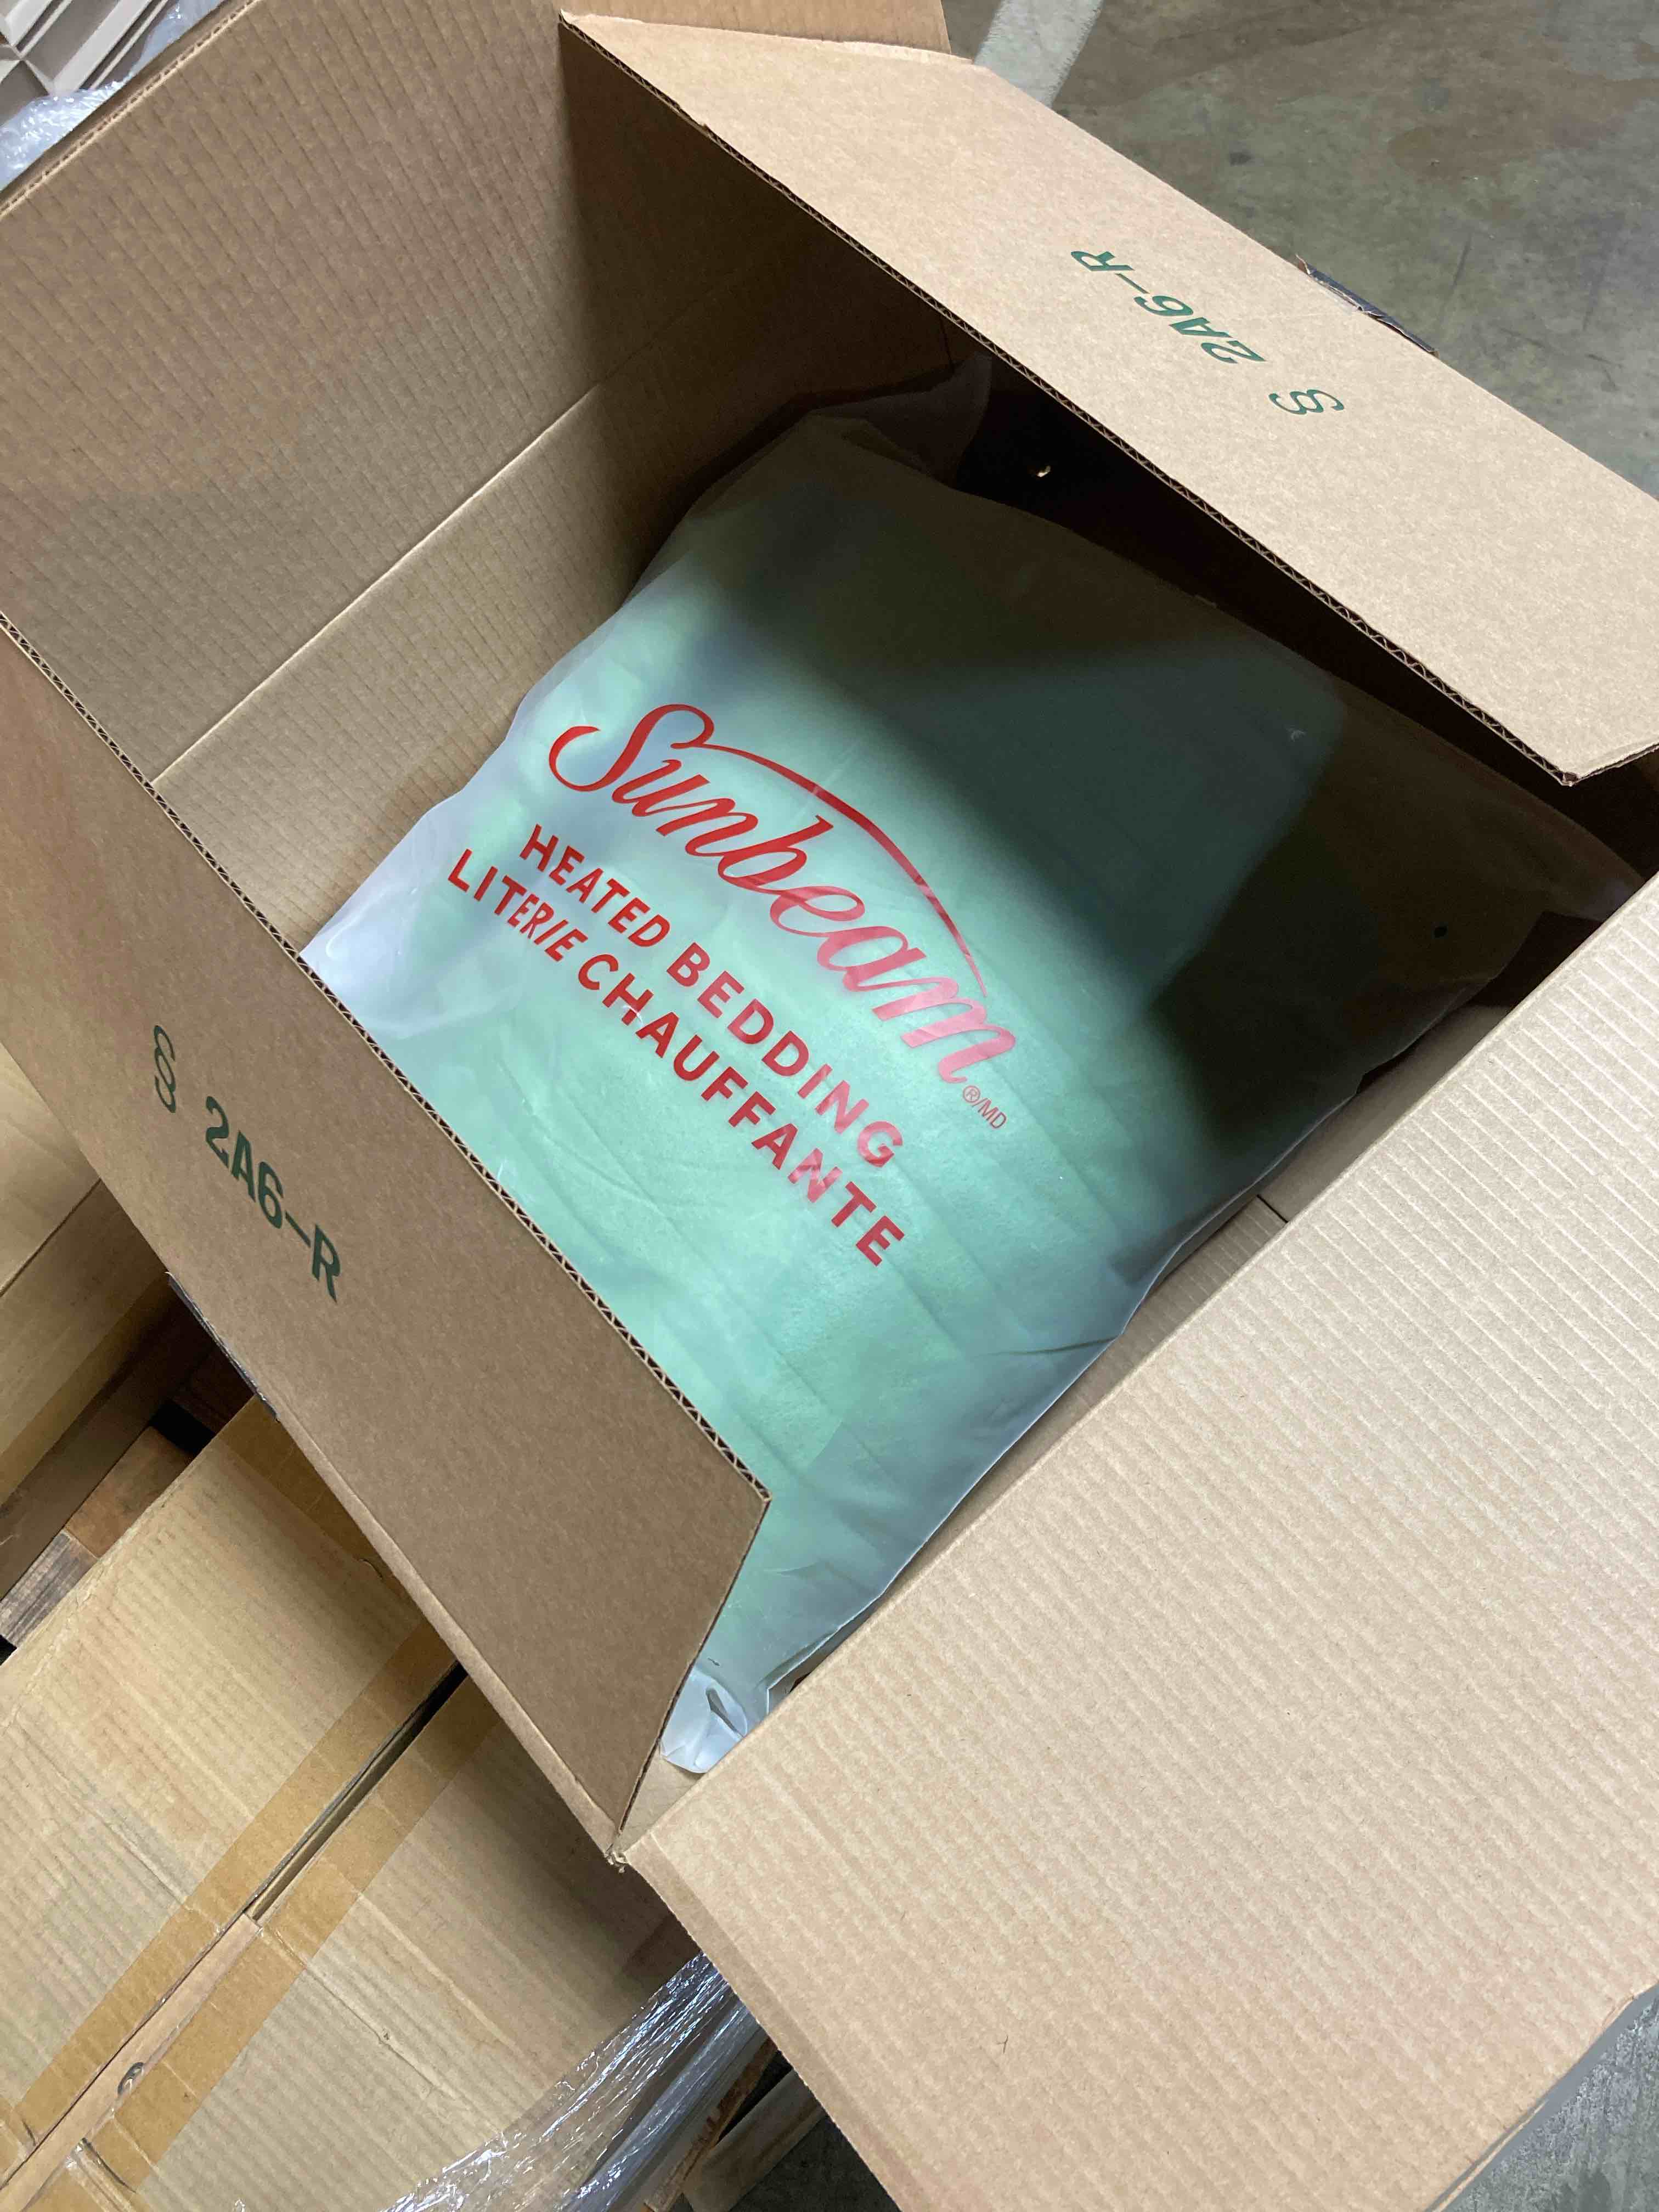 Sunbeam®/MD
HEATED BEDDING
LITERIE CHAUFFANTE
S 2A6-R
S 2A6-R